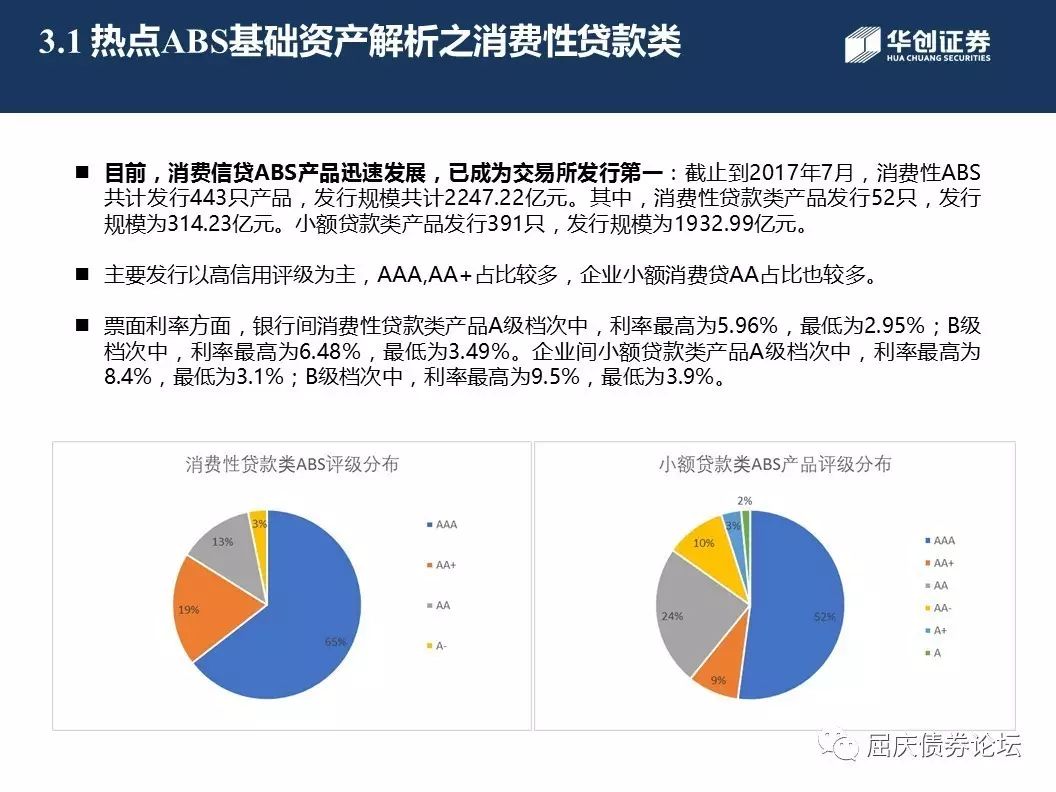 3.1 热点ABS基础资产解析之消费性贷款类
华创证券
HUA CHUANG SECURITIES
■ 目前，消费信贷ABS产品迅速发展，已成为交易所发行第一：截止到2017年7月，消费性ABS
共计发行443只产品，发行规模共计2247.22亿元。其中，消费性贷款类产品发行52只，发行
规模为314.23亿元。小额贷款类产品发行391只，发行规模为1932.99亿元。
■ 主要发行以高信用评级为主，AAA,AA+占比较多，企业小额消费贷AA占比也较多。
■ 票面利率方面，银行间消费性贷款类产品A级档次中，利率最高为5.96%，最低为2.95%；B级
档次中，利率最高为6.48%，最低为3.49%。企业间小额贷款类产品A级档次中，利率最高为
8.4%，最低为3.1%；B级档次中，利率最高为9.5%，最低为3.9%。
消费性贷款类ABS评级分布
3%
13%
19%
65%
AAA
AA+
AA
A-
小额贷款类ABS产品评级分布
2%
3%
10%
24%
9%
52%
AAA
AA+
AA
AA-
A+
A
屈庆债券论坛